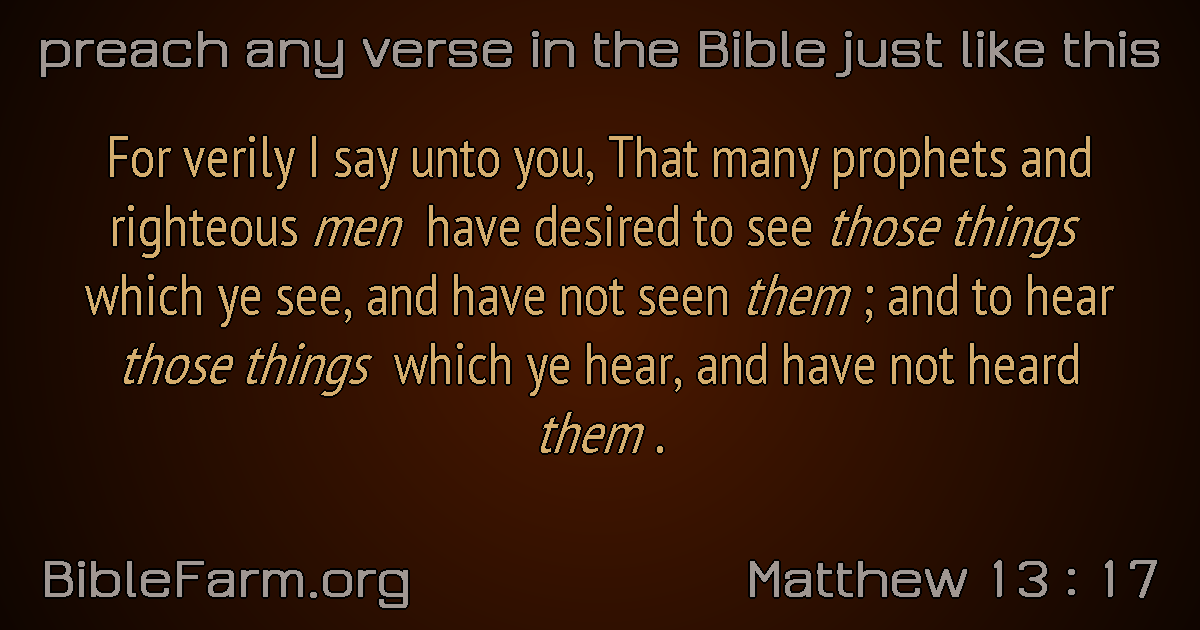 preach any verse in the Bible just like this
For verily I say unto you, That many prophets and
righteous men have desired to see those things
which ye see, and have not seen them ; and to hear
those things which ye hear, and have not heard
them .
BibleFarm.org
Matthew 13 : 17